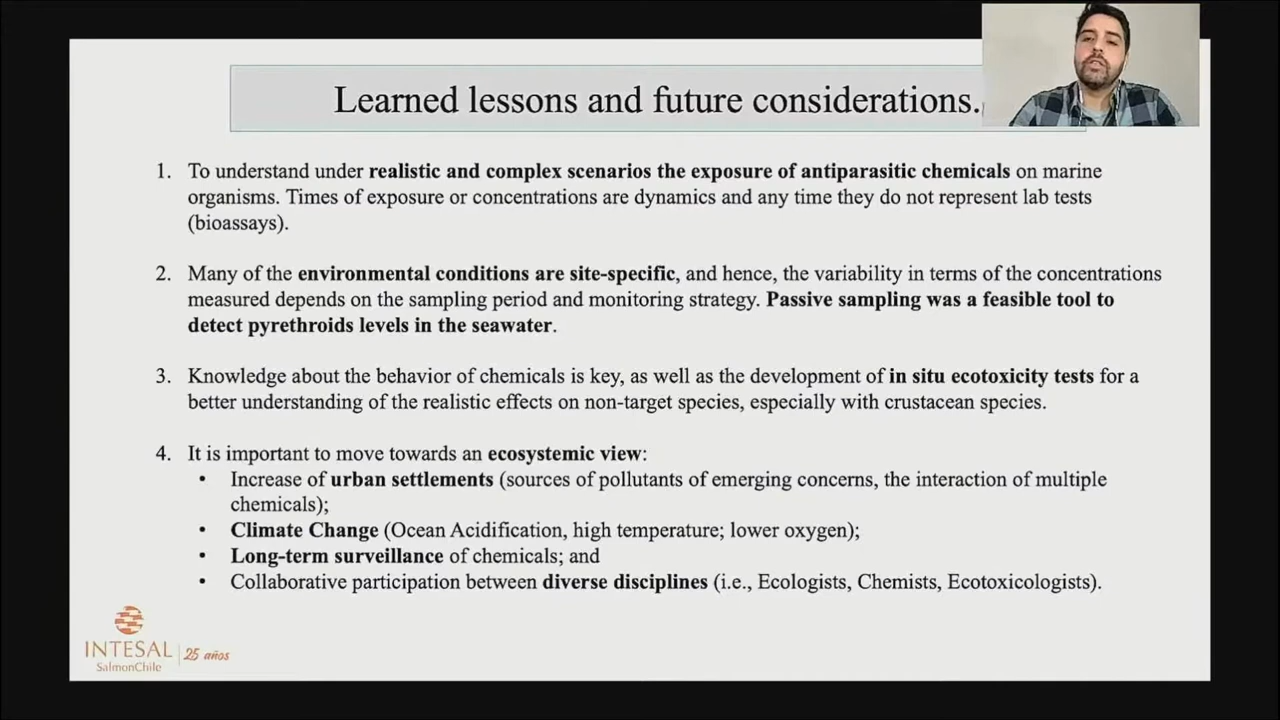 Learned lessons and future considerations.
1. To understand under realistic and complex scenarios the exposure of antiparasitic chemicals on marine
organisms. Times of exposure or concentrations are dynamics and any time they do not represent lab tests
(bioassays).
2. Many of the environmental conditions are site-specific, and hence, the variability in terms of the concentrations
measured depends on the sampling period and monitoring strategy. Passive sampling was a feasible tool to
detect pyrethroids levels in the seawater.
3. Knowledge about the behavior of chemicals is key, as well as the development of in situ ecotoxicity tests for a
better understanding of the realistic effects on non-target species, especially with crustacean species.
4. It is important to move towards an ecosystemic view:
• Increase of urban settlements (sources of pollutants of emerging concerns, the interaction of multiple
chemicals);
• Climate Change (Ocean Acidification, high temperature; lower oxygen);
• Long-term surveillance of chemicals; and
• Collaborative participation between diverse disciplines (i.e., Ecologists, Chemists, Ecotoxicologists).
INTESAL
SalmonChile
25 años